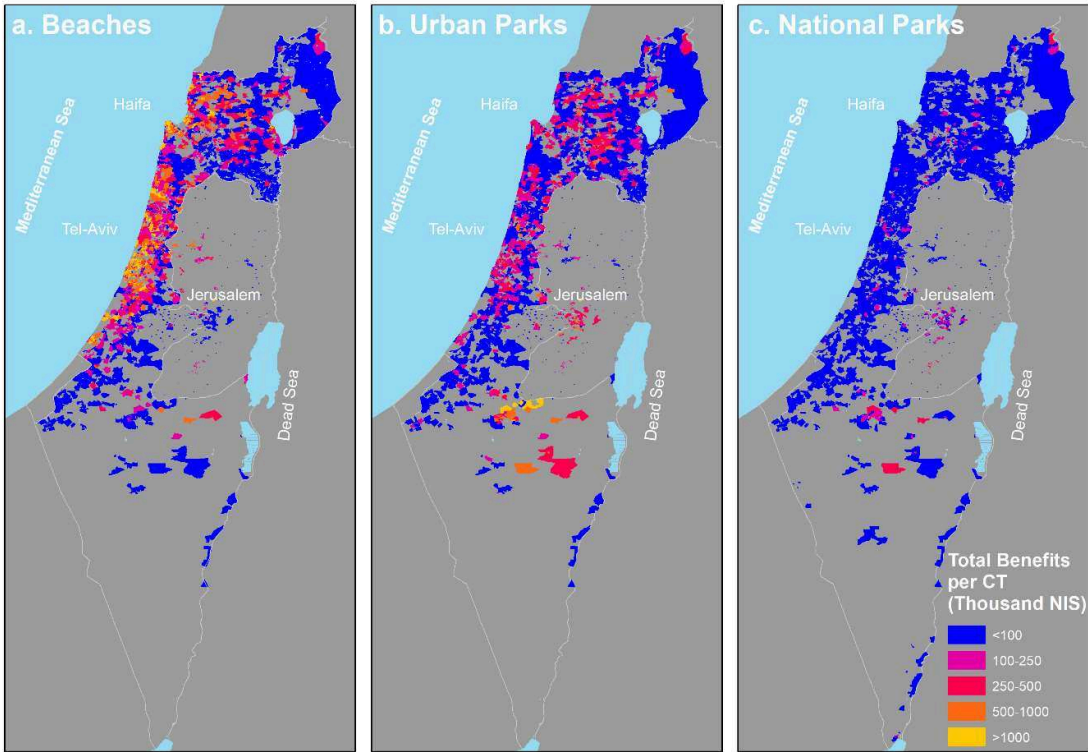 a. Beaches
Haifa
Mediterranean Sea
Tel-Aviv
Jerusalem
Dead Sea
b. Urban Parks
Haifa
Mediterranean Sea
Tel-Aviv
Jerusalem
Dead Sea
c. National Parks
Haifa
Mediterranean Sea
Tel-Aviv
Jerusalem
Dead Sea
Total Benefits
per CT
(Thousand NIS)
<100
100-250
250-500
500-1000
>1000